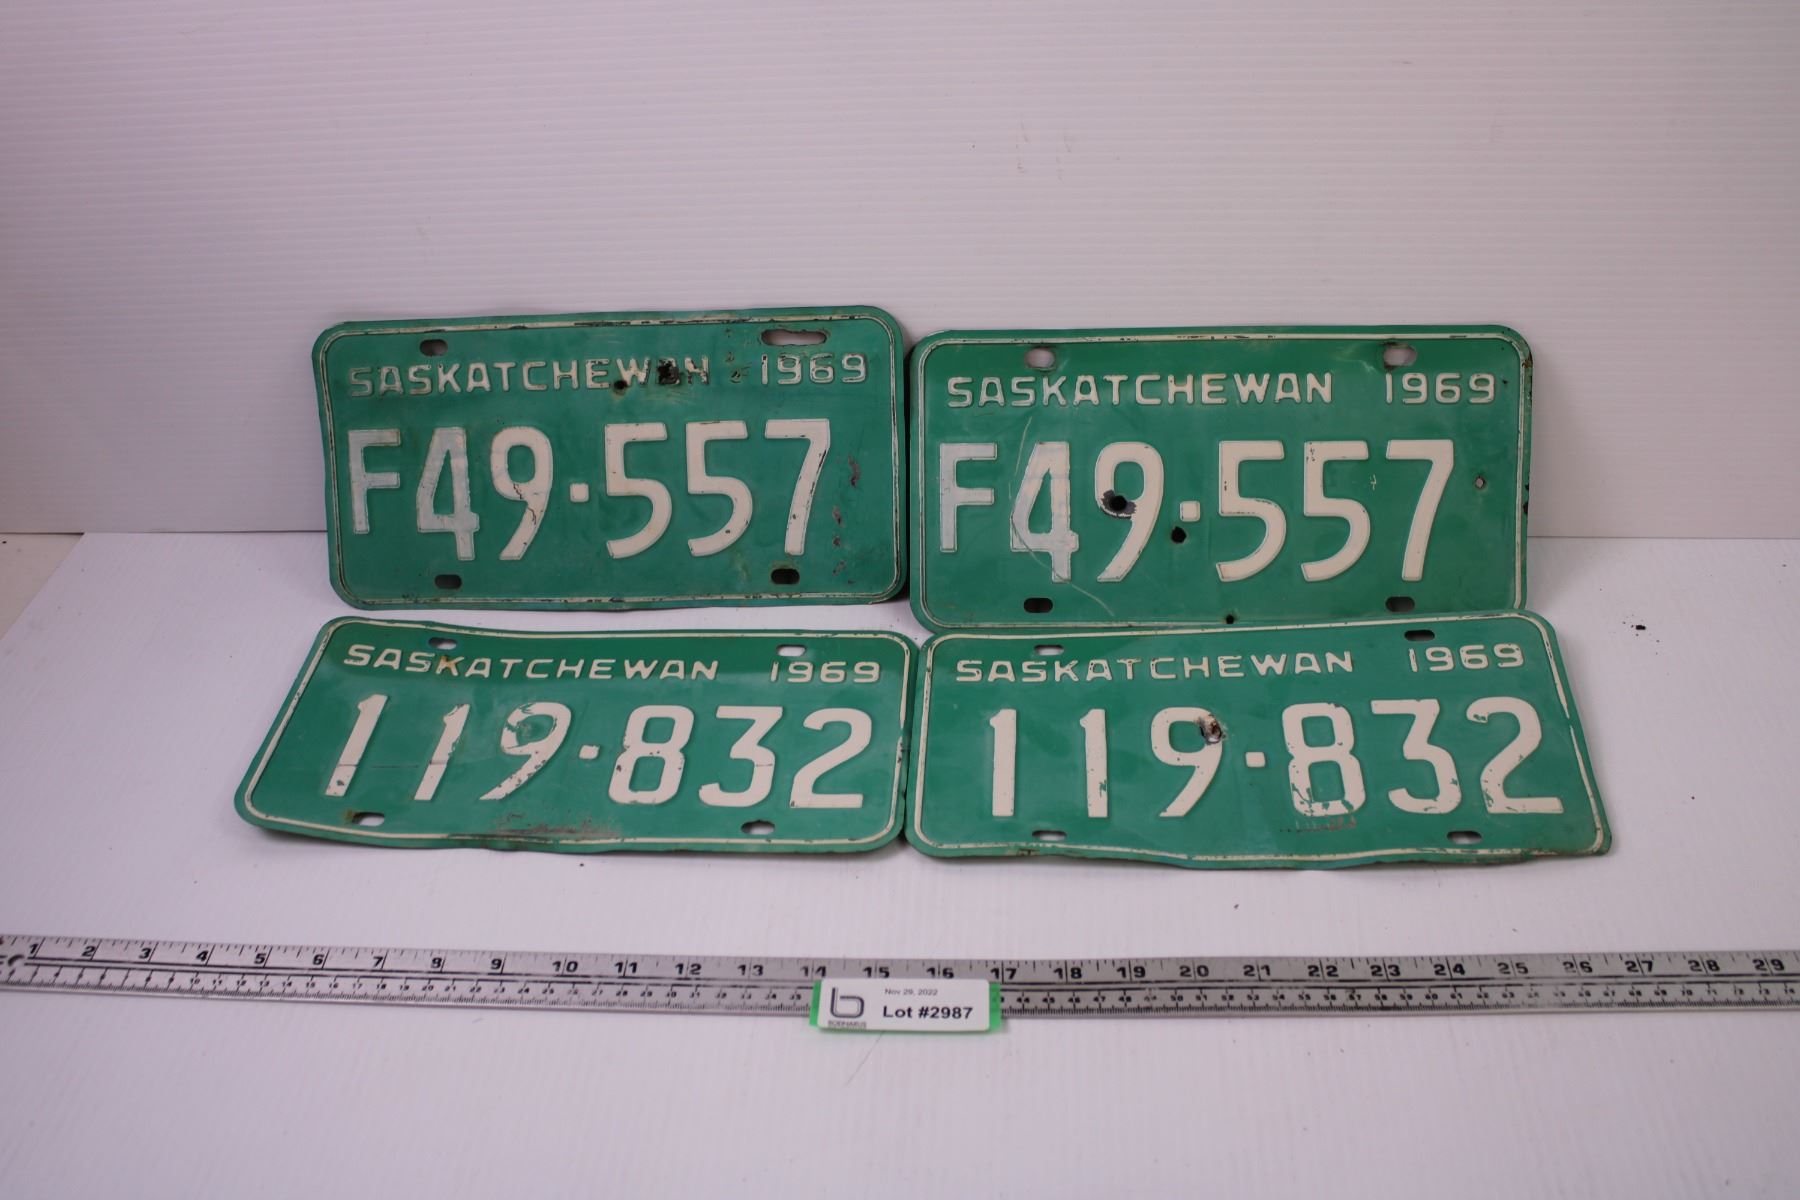 SASKATCHEWAN 1969
F49·557
SASKATCHEWAN 1969
F49·557
SASKATCHEWAN 1969
119·832
SASKATCHEWAN 1969
119·832
1 2 3 4 5 6 7 8 9 10 11 12 13 14 15 16 17 18 19 20 21 22 23 24 25 26 27 28 29
Nov 29, 2022
b Lot #2987
BODNARUS